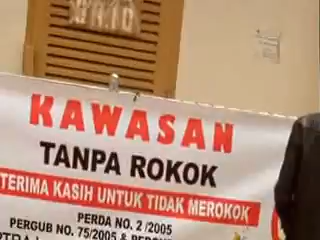 KAWASAN
TANPA ROKOK
TERIMA KASIH UNTUK TIDAK MEROKOK
PERDA NO. 2/2005
PERGUB NO. 75/2005 &